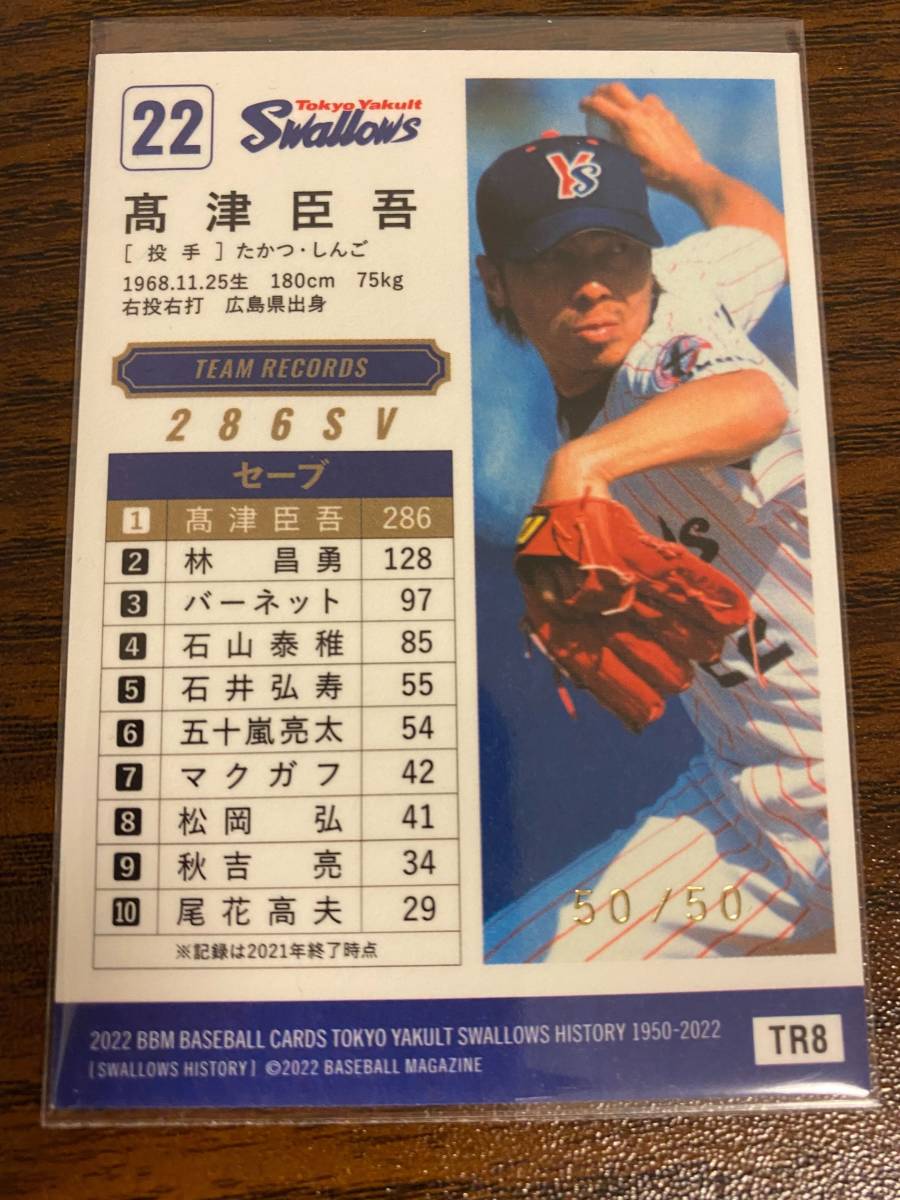 22
Tokyo Yakult
Swallows
髙津臣吾
[投手]たかつ・しんご
1968.11.25生 180cm 75kg
右投右打 広島県出身
TEAM RECORDS
286SV
セーブ
1 髙津臣吾 286
2 林昌勇 128
3 バーネット 97
4 石山泰稚 85
5 石井弘寿 55
6 五十嵐亮太 54
7 マクガフ 42
8 松岡弘 41
9 秋吉亮 34
10 尾花高夫 29
※記録は2021年終了時点
YS
50/50
2022 BBM BASEBALL CARDS TOKYO YAKULT SWALLOWS HISTORY 1950-2022
[SWALLOWS HISTORY] ©2022 BASEBALL MAGAZINE
TR8